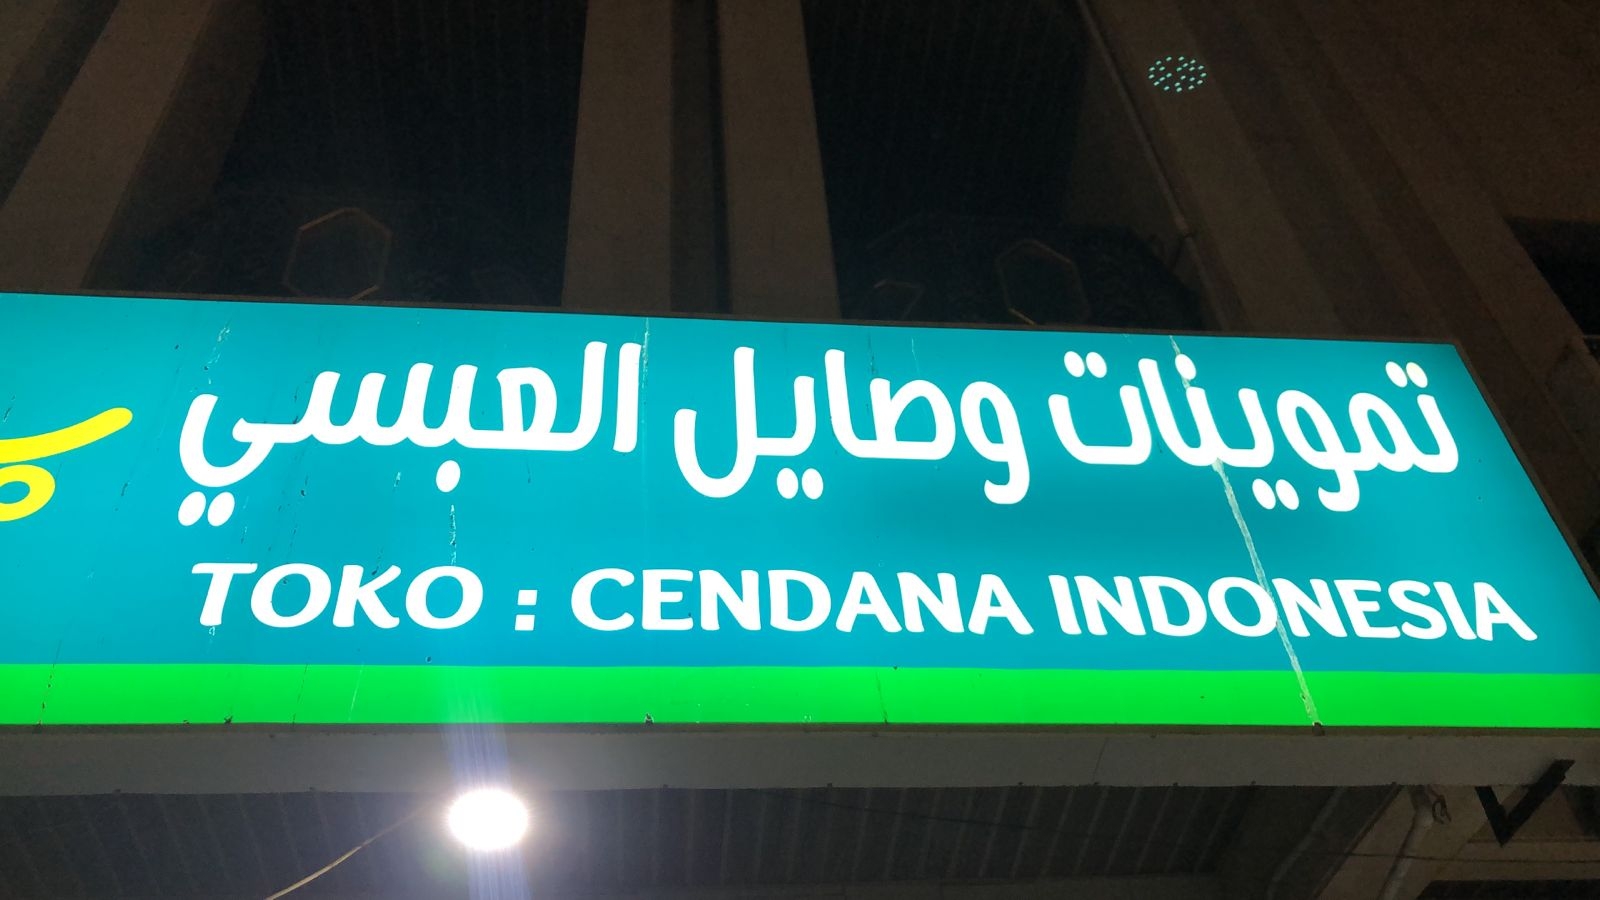 تموينات وصايل العبسي
TOKO : CENDANA INDONESIA